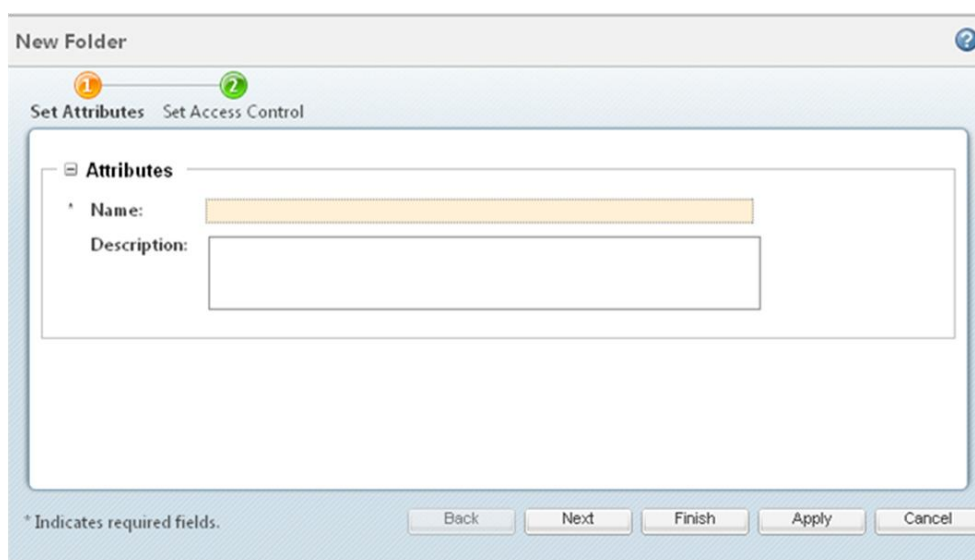 New Folder
?
1 2
Set Attributes Set Access Control
Attributes
* Name:
Description:
* Indicates required fields.
Back Next Finish Apply Cancel